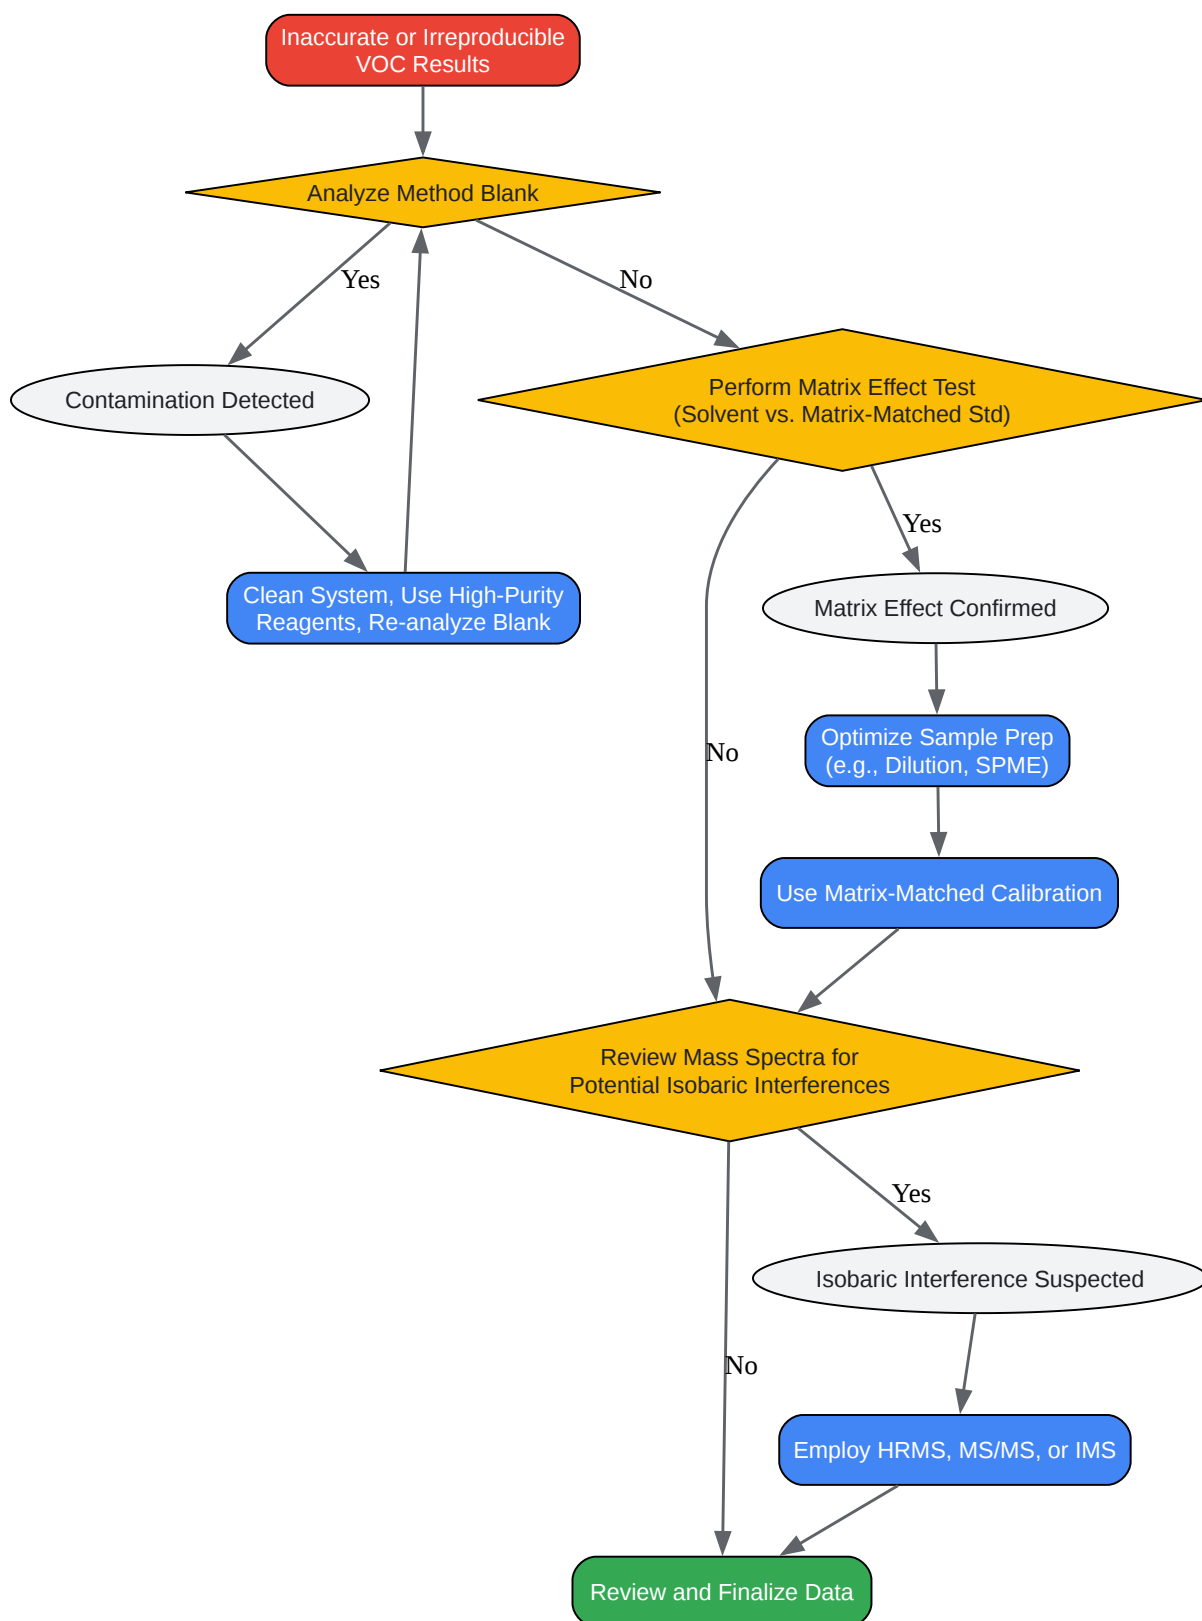 Inaccurate or Irreproducible
VOC Results
Analyze Method Blank
Yes
No
Contamination Detected
Perform Matrix Effect Test
(Solvent vs. Matrix-Matched Std)
Clean System, Use High-Purity
Reagents, Re-analyze Blank
Yes
Matrix Effect Confirmed
No
Optimize Sample Prep
(e.g., Dilution, SPME)
Use Matrix-Matched Calibration
Review Mass Spectra for
Potential Isobaric Interferences
Yes
Isobaric Interference Suspected
No
Employ HRMS, MS/MS, or IMS
Review and Finalize Data